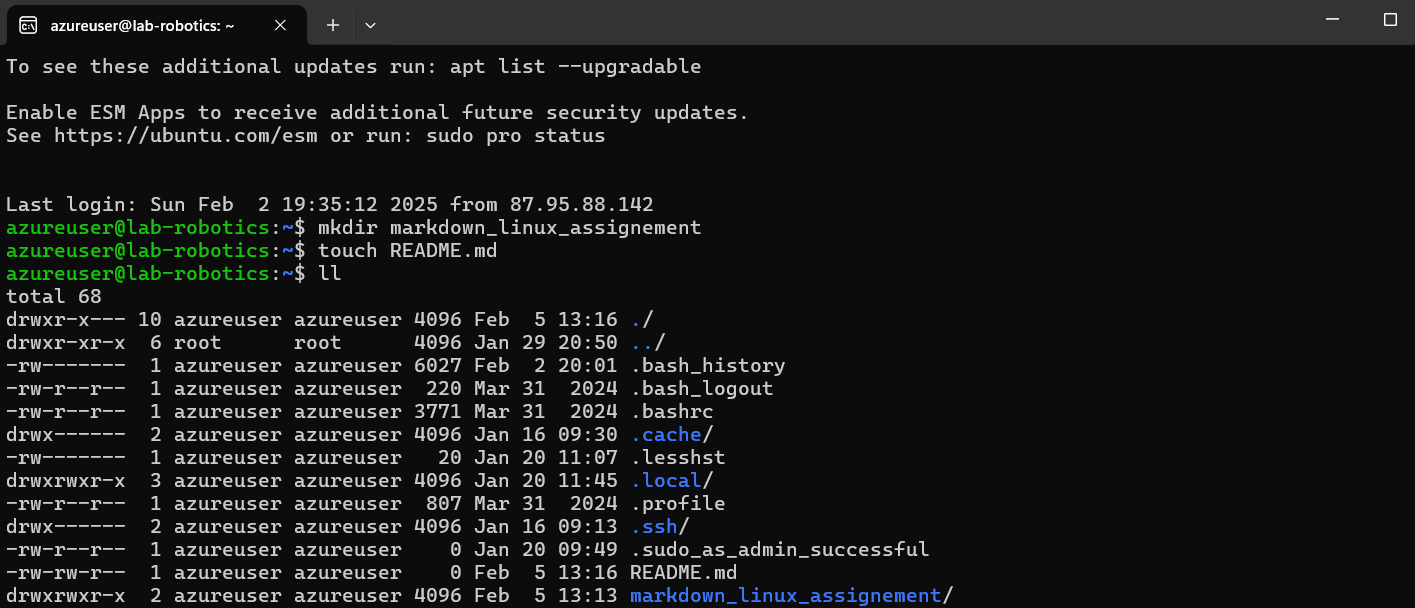 azureuser@lab-robotics: ~
To see these additional updates run: apt list --upgradable
Enable ESM Apps to receive additional future security updates.
See https://ubuntu.com/esm or run: sudo pro status
Last login: Sun Feb  2 19:35:12 2025 from 87.95.88.142
azureuser@lab-robotics:~$ mkdir markdown_linux_assignement
azureuser@lab-robotics:~$ touch README.md
azureuser@lab-robotics:~$ ll
total 68
drwxr-x--- 10 azureuser azureuser 4096 Feb  5 13:16 ./
drwxr-xr-x  6 root      root      4096 Jan 29 20:50 ../
-rw-------  1 azureuser azureuser 6027 Feb  2 20:01 .bash_history
-rw-r--r--  1 azureuser azureuser  220 Mar 31  2024 .bash_logout
-rw-r--r--  1 azureuser azureuser 3771 Mar 31  2024 .bashrc
drwx------  2 azureuser azureuser 4096 Jan 16 09:30 .cache/
-rw-------  1 azureuser azureuser   20 Jan 20 11:07 .lesshst
drwxrwxr-x  3 azureuser azureuser 4096 Jan 20 11:45 .local/
-rw-r--r--  1 azureuser azureuser  807 Mar 31  2024 .profile
drwx------  2 azureuser azureuser 4096 Jan 16 09:13 .ssh/
-rw-r--r--  1 azureuser azureuser    0 Jan 20 09:49 .sudo_as_admin_successful
-rw-rw-r--  1 azureuser azureuser    0 Feb  5 13:16 README.md
drwxrwxr-x  2 azureuser azureuser 4096 Feb  5 13:13 markdown_linux_assignement/